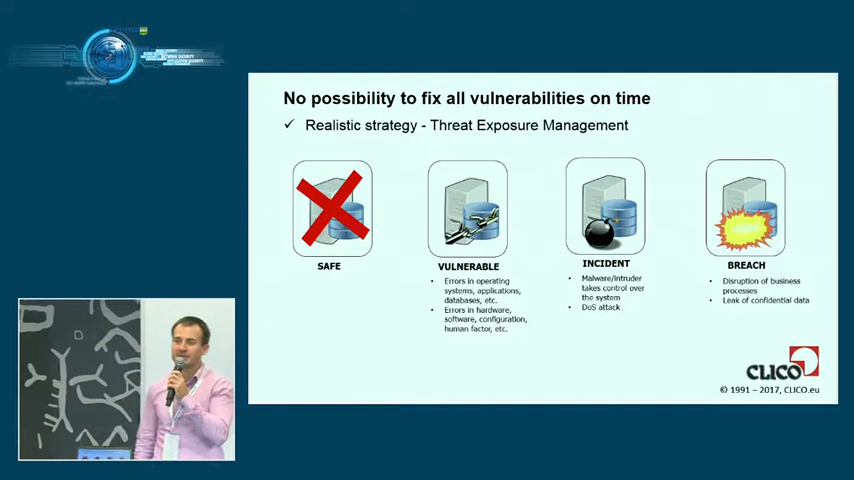 No possibility to fix all vulnerabilities on time
✓ Realistic strategy - Threat Exposure Management
SAFE
VULNERABLE
• Errors in operating
systems, applications,
databases, etc.
• Errors in hardware,
software, configuration,
human factor, etc.
INCIDENT
• Malware/intruder
takes control over
the system
• DoS attack
BREACH
• Disruption of business
processes
• Leak of confidential data
CLICO
© 1991 – 2017, CLICO.eu